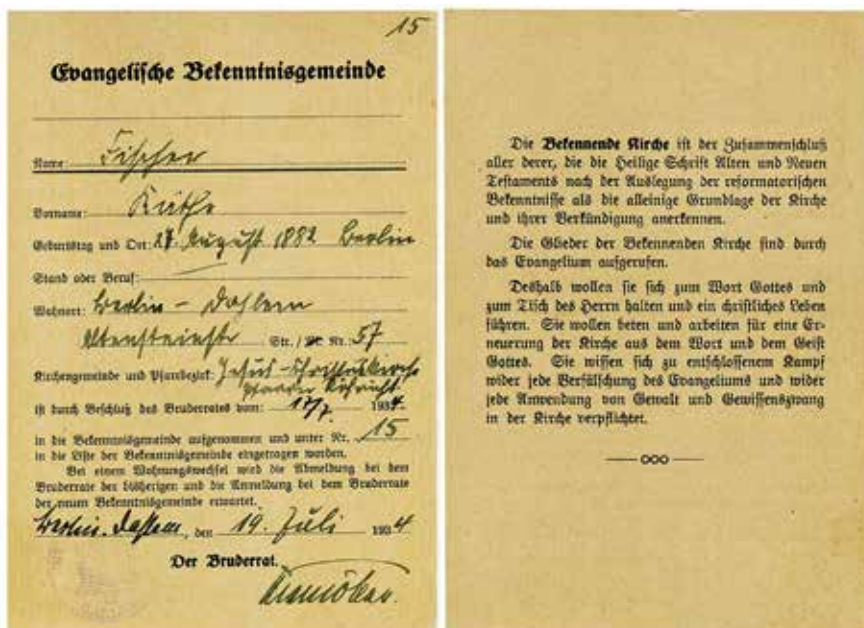 15
Evangelische Bekenntnisgemeinde
Name: Fischer
Vorname: Käthe
Geburtstag und Ort: 27. August 1882 Berlin
Stand oder Beruf:
Wohnort: Berlin - Dahlem
Altensteinstr Str. / Nr. 57
Kirchengemeinde und Pfarrbezirk: Jesus-Christuskirche
Pfarrer Röhricht
ist durch Beschluß des Bruderrates vom: 17/7. 1934.
in die Bekenntnisgemeinde aufgenommen und unter Nr. 15
in die Liste der Bekenntnisgemeinde eingetragen worden.
Bei einem Wohnungswechsel wird die Abmeldung bei dem
Bruderrate der bisherigen und die Anmeldung bei dem Bruderrate
der neuen Bekenntnisgemeinde erwartet.
Berlin-Dahlem, den 19. Juli 1934
Der Bruderrat.
Die Bekennende Kirche ist der Zusammenschluß
aller derer, die die Heilige Schrift Alten und Neuen
Testaments nach der Auslegung der reformatorischen
Bekenntnisse als die alleinige Grundlage der Kirche
und ihrer Verkündigung anerkennen.
Die Glieder der Bekennenden Kirche sind durch
das Evangelium aufgerufen.
Deshalb wollen sie sich zum Wort Gottes und
zum Tisch des Herrn halten und ein christliches Leben
führen. Sie wollen beten und arbeiten für eine Er-
neuerung der Kirche aus dem Wort und dem Geist
Gottes. Sie wissen sich zu entschlossenem Kampf
wider jede Verfälschung des Evangeliums und wider
jede Anwendung von Gewalt und Gewissenszwang
in der Kirche verpflichtet.